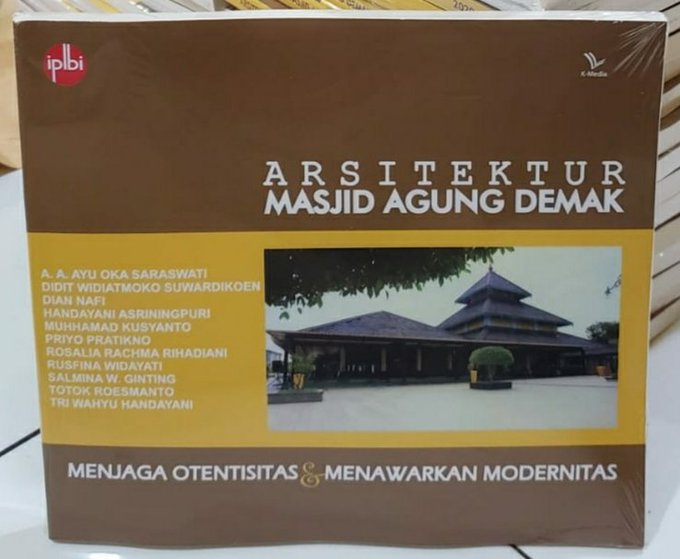 iplbi
K-Media
ARSITEKTUR
MASJID AGUNG DEMAK
A. A. AYU OKA SARASWATI
DIDIT WIDIATMOKO SUWARDIKOEN
DIAN NAFI
HANDAYANI ASRININGPURI
MUHHAMAD KUSYANTO
PRIYO PRATIKNO
ROSALIA RACHMA RIHADIANI
RUSFINA WIDAYATI
SALMINA W. GINTING
TOTOK ROESMANTO
TRI WAHYU HANDAYANI
MENJAGA OTENTISITAS & MENAWARKAN MODERNITAS